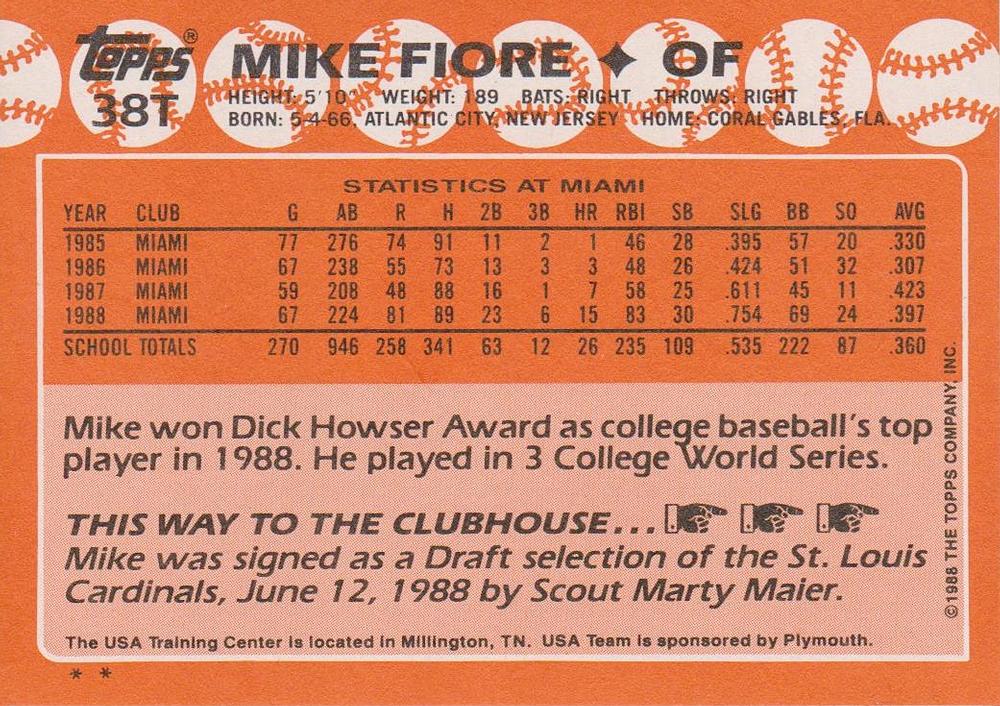 topps®
38T
MIKE FIORE ✦ OF
HEIGHT: 5'10" WEIGHT: 189 BATS: RIGHT THROWS: RIGHT
BORN: 5-4-66, ATLANTIC CITY, NEW JERSEY HOME: CORAL GABLES, FLA.
STATISTICS AT MIAMI
YEAR CLUB G AB R H 2B 3B HR RBI SB SLG BB SO AVG
1985 MIAMI 77 276 74 91 11 2 1 46 28 .395 57 20 .330
1986 MIAMI 67 238 55 73 13 3 3 48 26 .424 51 32 .307
1987 MIAMI 59 208 48 88 16 1 7 58 25 .611 45 11 .423
1988 MIAMI 67 224 81 89 23 6 15 83 30 .754 69 24 .397
SCHOOL TOTALS 270 946 258 341 63 12 26 235 109 .535 222 87 .360
Mike won Dick Howser Award as college baseball's top
player in 1988. He played in 3 College World Series.
THIS WAY TO THE CLUBHOUSE...
Mike was signed as a Draft selection of the St. Louis
Cardinals, June 12, 1988 by Scout Marty Maier.
The USA Training Center is located in Millington, TN. USA Team is sponsored by Plymouth.
* *
©1988 THE TOPPS COMPANY, INC.